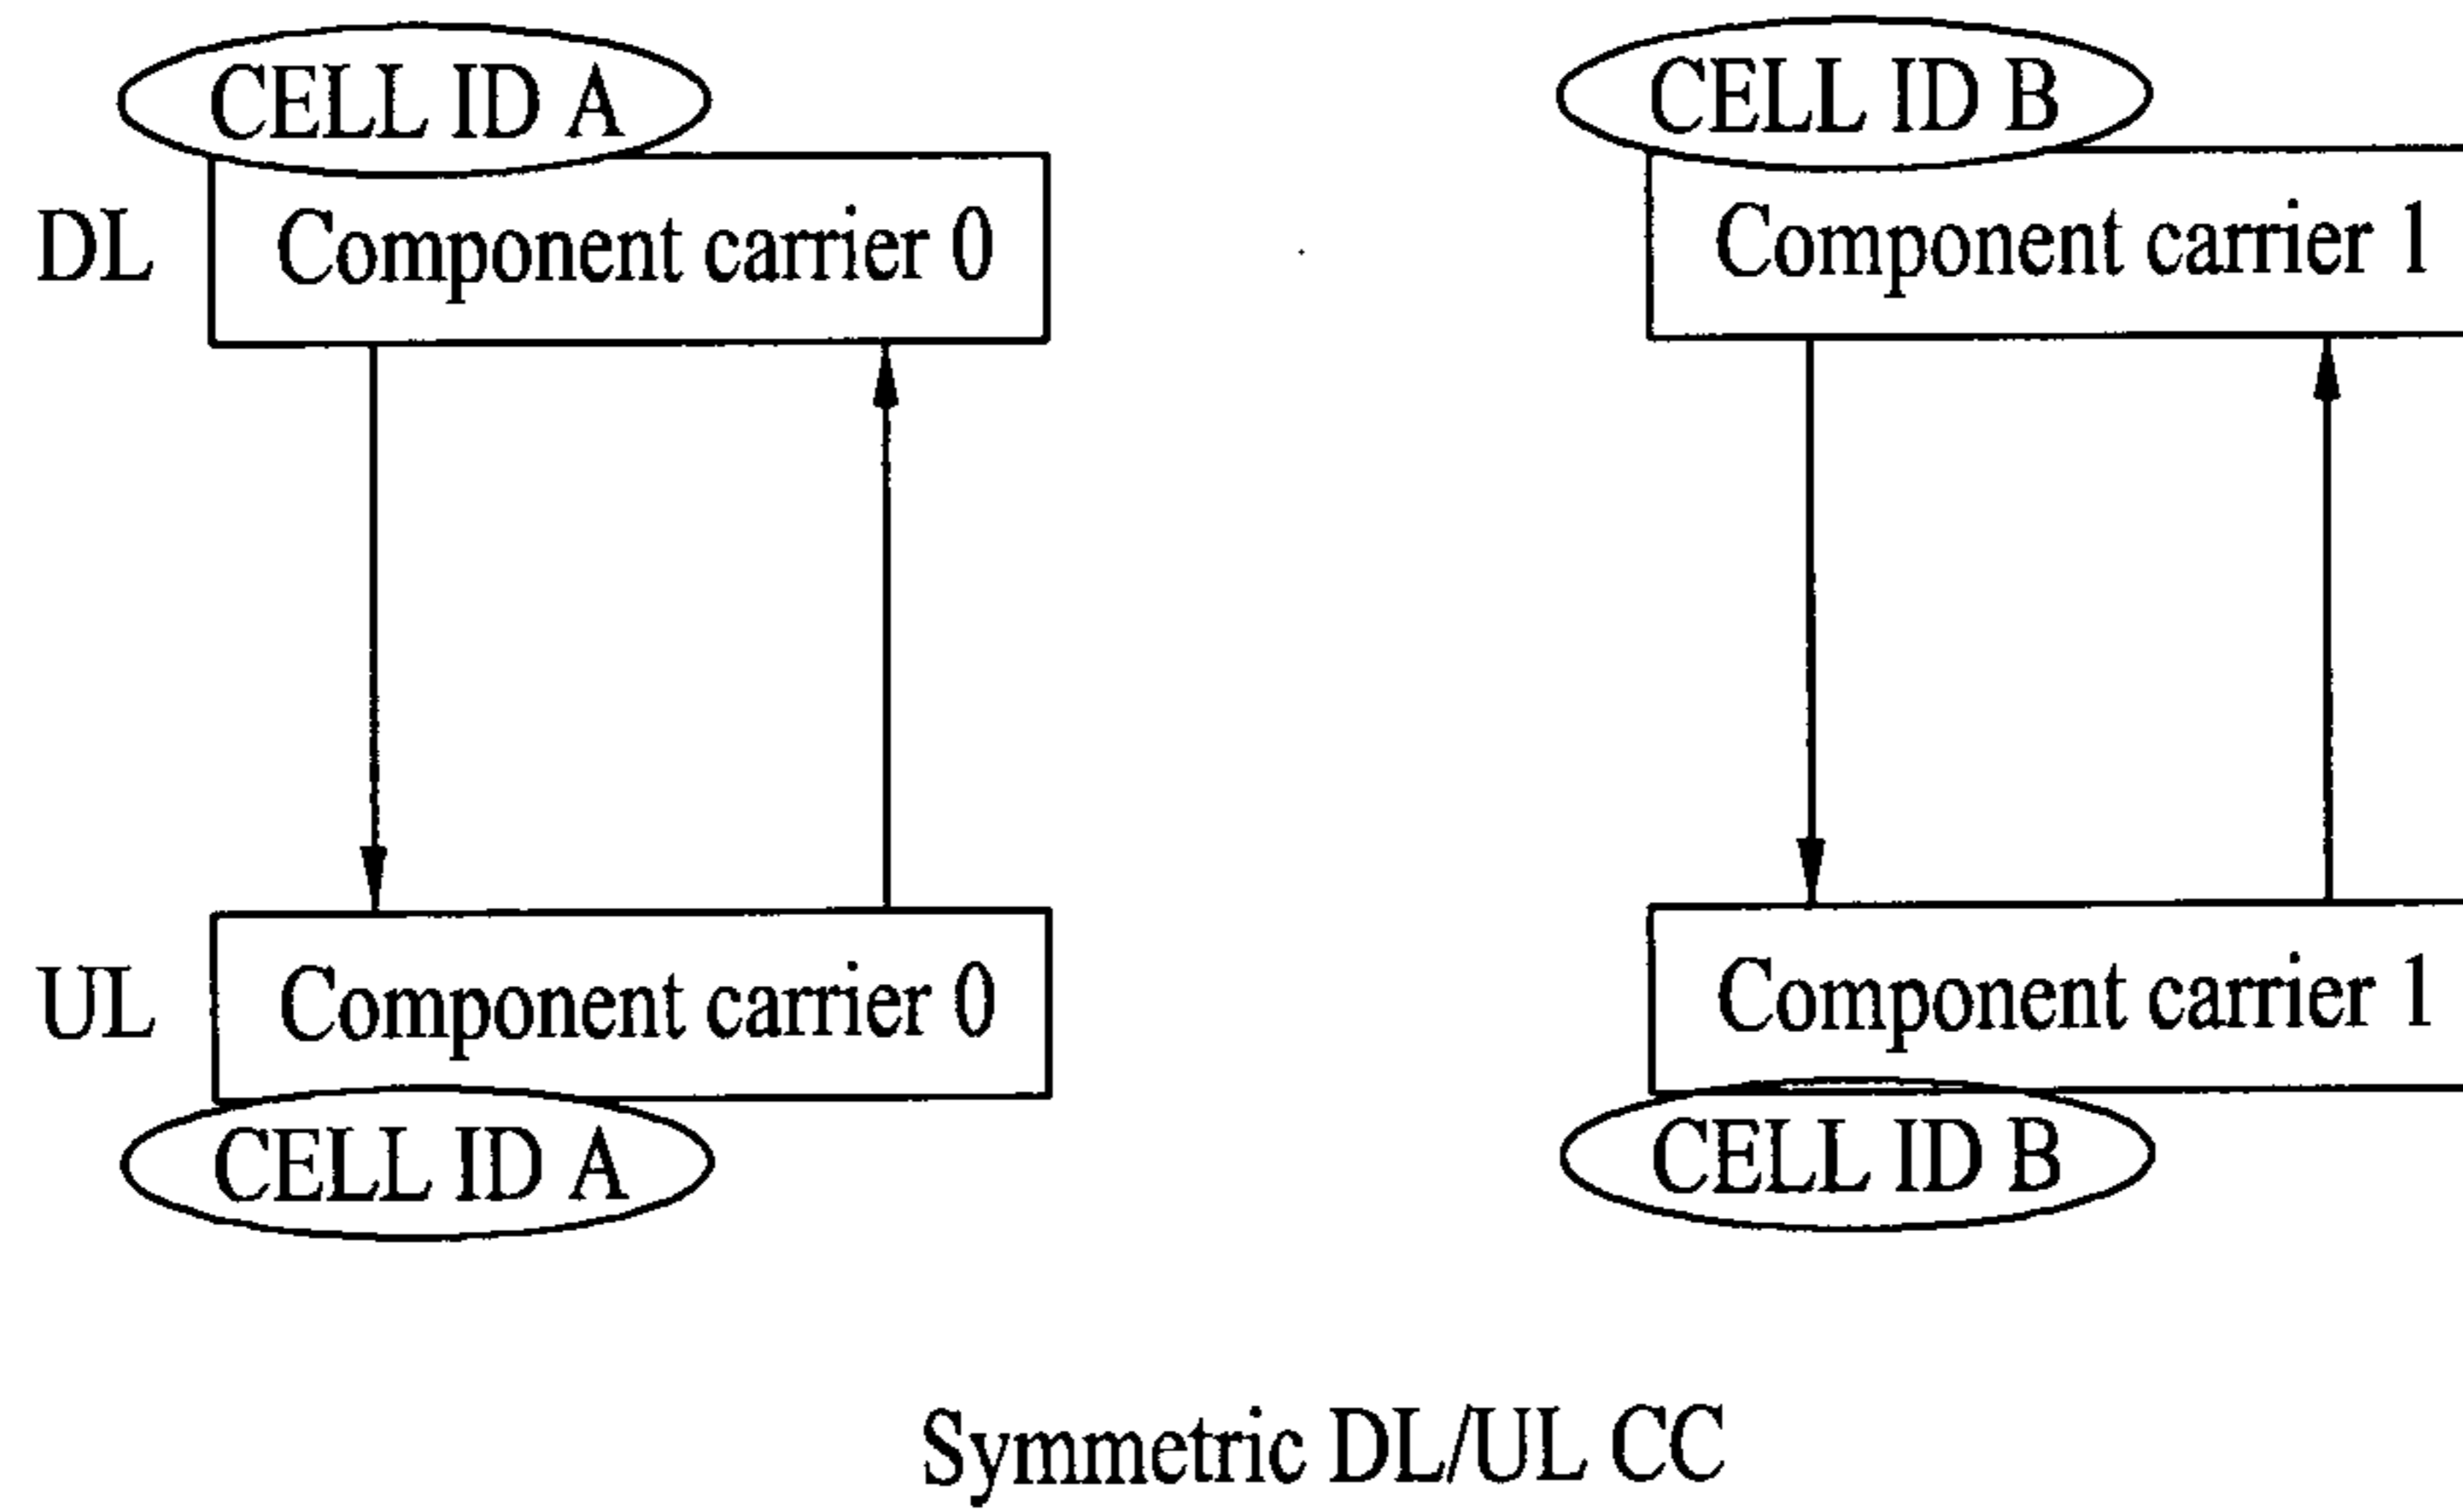 CELL ID A
CELL ID B
DL
Component carrier 0
Component carrier 1
UL
Component carrier 0
Component carrier 1
CELL ID A
CELL ID B
Symmetric DL/UL CC